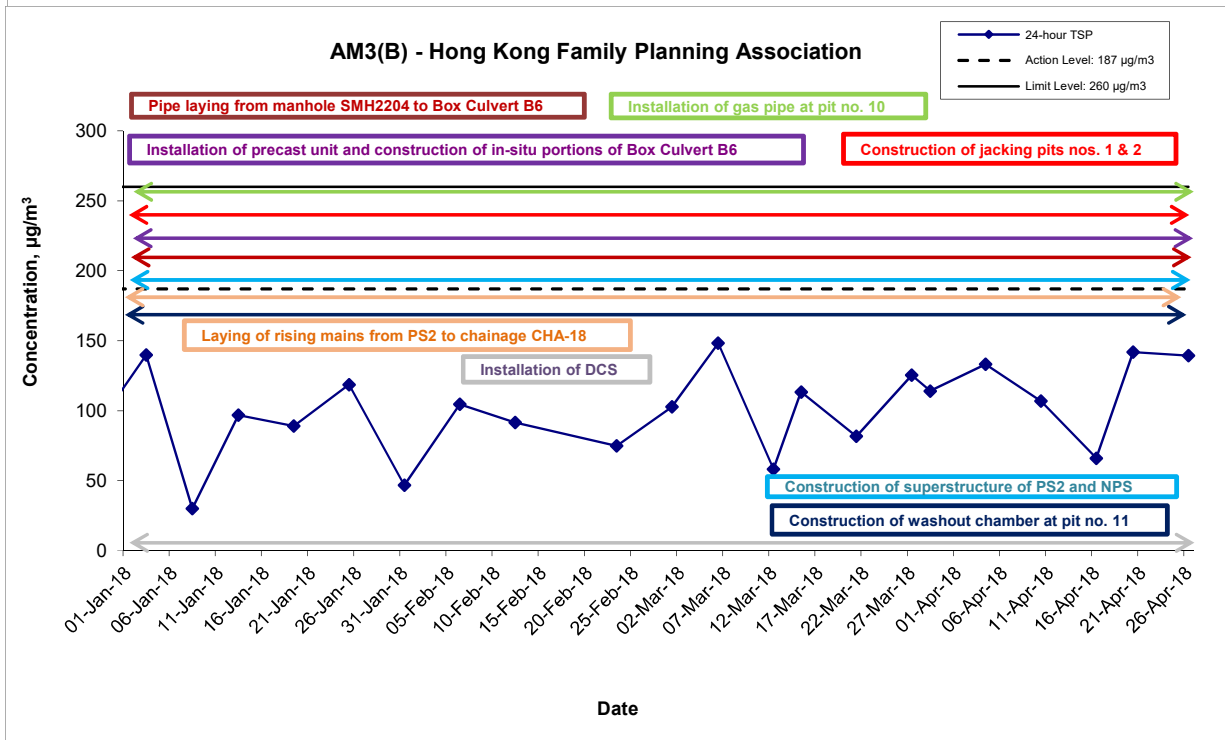 AM3(B) - Hong Kong Family Planning Association
24-hour TSP
Action Level: 187 µg/m3
Limit Level: 260 µg/m3
Pipe laying from manhole SMH2204 to Box Culvert B6
Installation of gas pipe at pit no. 10
Installation of precast unit and construction of in-situ portions of Box Culvert B6
Construction of jacking pits nos. 1 & 2
Laying of rising mains from PS2 to chainage CHA-18
Installation of DCS
Construction of superstructure of PS2 and NPS
Construction of washout chamber at pit no. 11
Concentration, µg/m³
300
250
200
150
100
50
0
01-Jan-18
06-Jan-18
11-Jan-18
16-Jan-18
21-Jan-18
26-Jan-18
31-Jan-18
05-Feb-18
10-Feb-18
15-Feb-18
20-Feb-18
25-Feb-18
02-Mar-18
07-Mar-18
12-Mar-18
17-Mar-18
22-Mar-18
27-Mar-18
01-Apr-18
06-Apr-18
11-Apr-18
16-Apr-18
21-Apr-18
26-Apr-18
Date